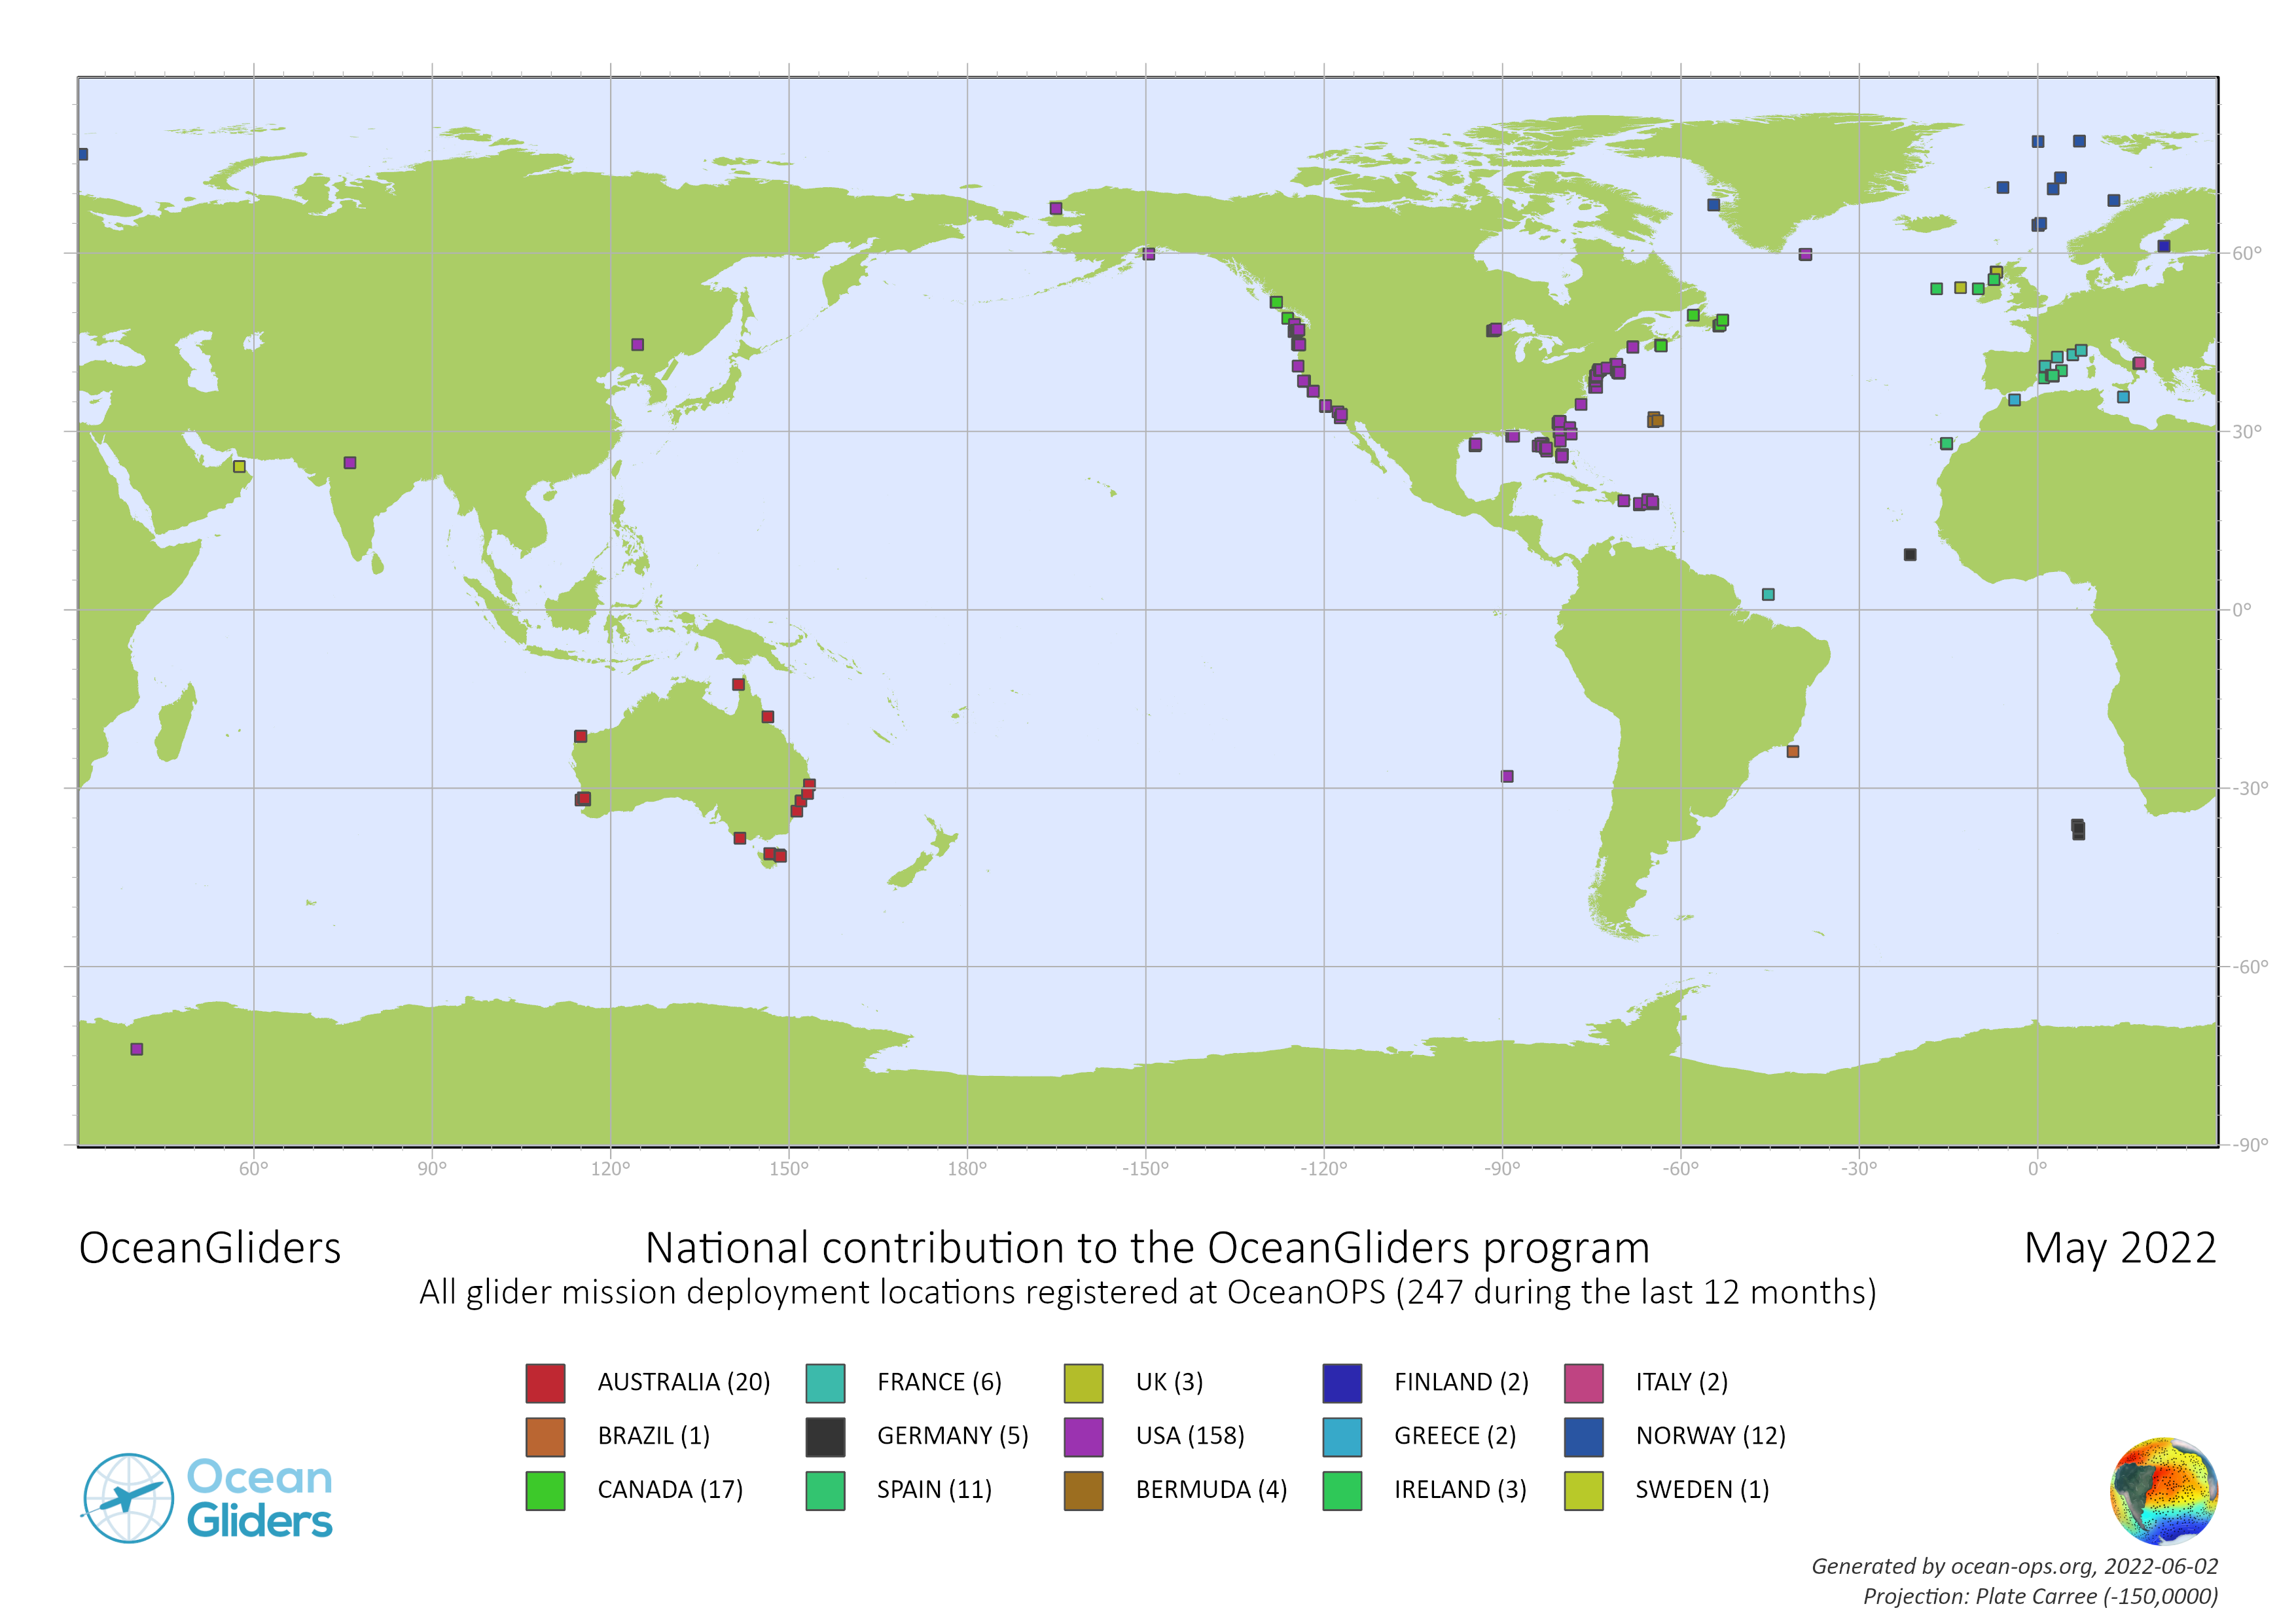 60°
30°
0°
-30°
-60°
-90°
60° 90° 120° 150° 180° -150° -120° -90° -60° -30° 0°
OceanGliders National contribution to the OceanGliders program May 2022
All glider mission deployment locations registered at OceanOPS (247 during the last 12 months)
AUSTRALIA (20) FRANCE (6) UK (3) FINLAND (2) ITALY (2)
BRAZIL (1) GERMANY (5) USA (158) GREECE (2) NORWAY (12)
CANADA (17) SPAIN (11) BERMUDA (4) IRELAND (3) SWEDEN (1)
Ocean
Gliders
Generated by ocean-ops.org, 2022-06-02
Projection: Plate Carree (-150,0000)